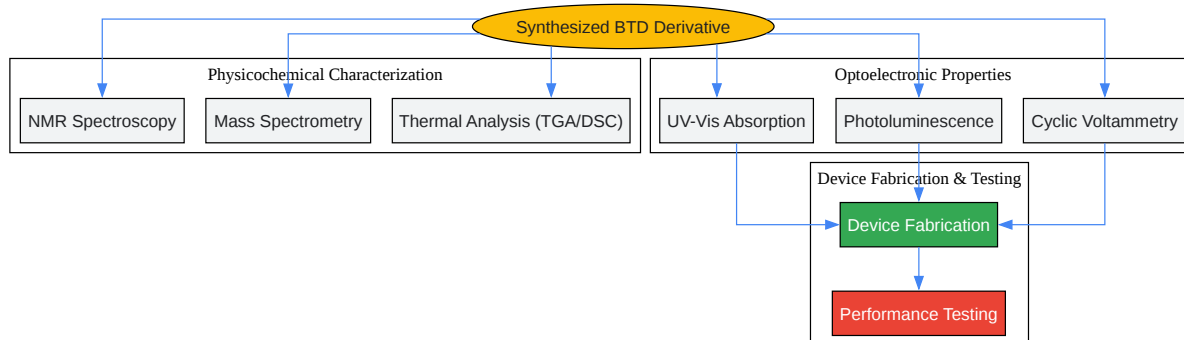 Synthesized BTD Derivative
Physicochemical Characterization
Optoelectronic Properties
NMR Spectroscopy
Mass Spectrometry
Thermal Analysis (TGA/DSC)
UV-Vis Absorption
Photoluminescence
Cyclic Voltammetry
Device Fabrication & Testing
Device Fabrication
Performance Testing